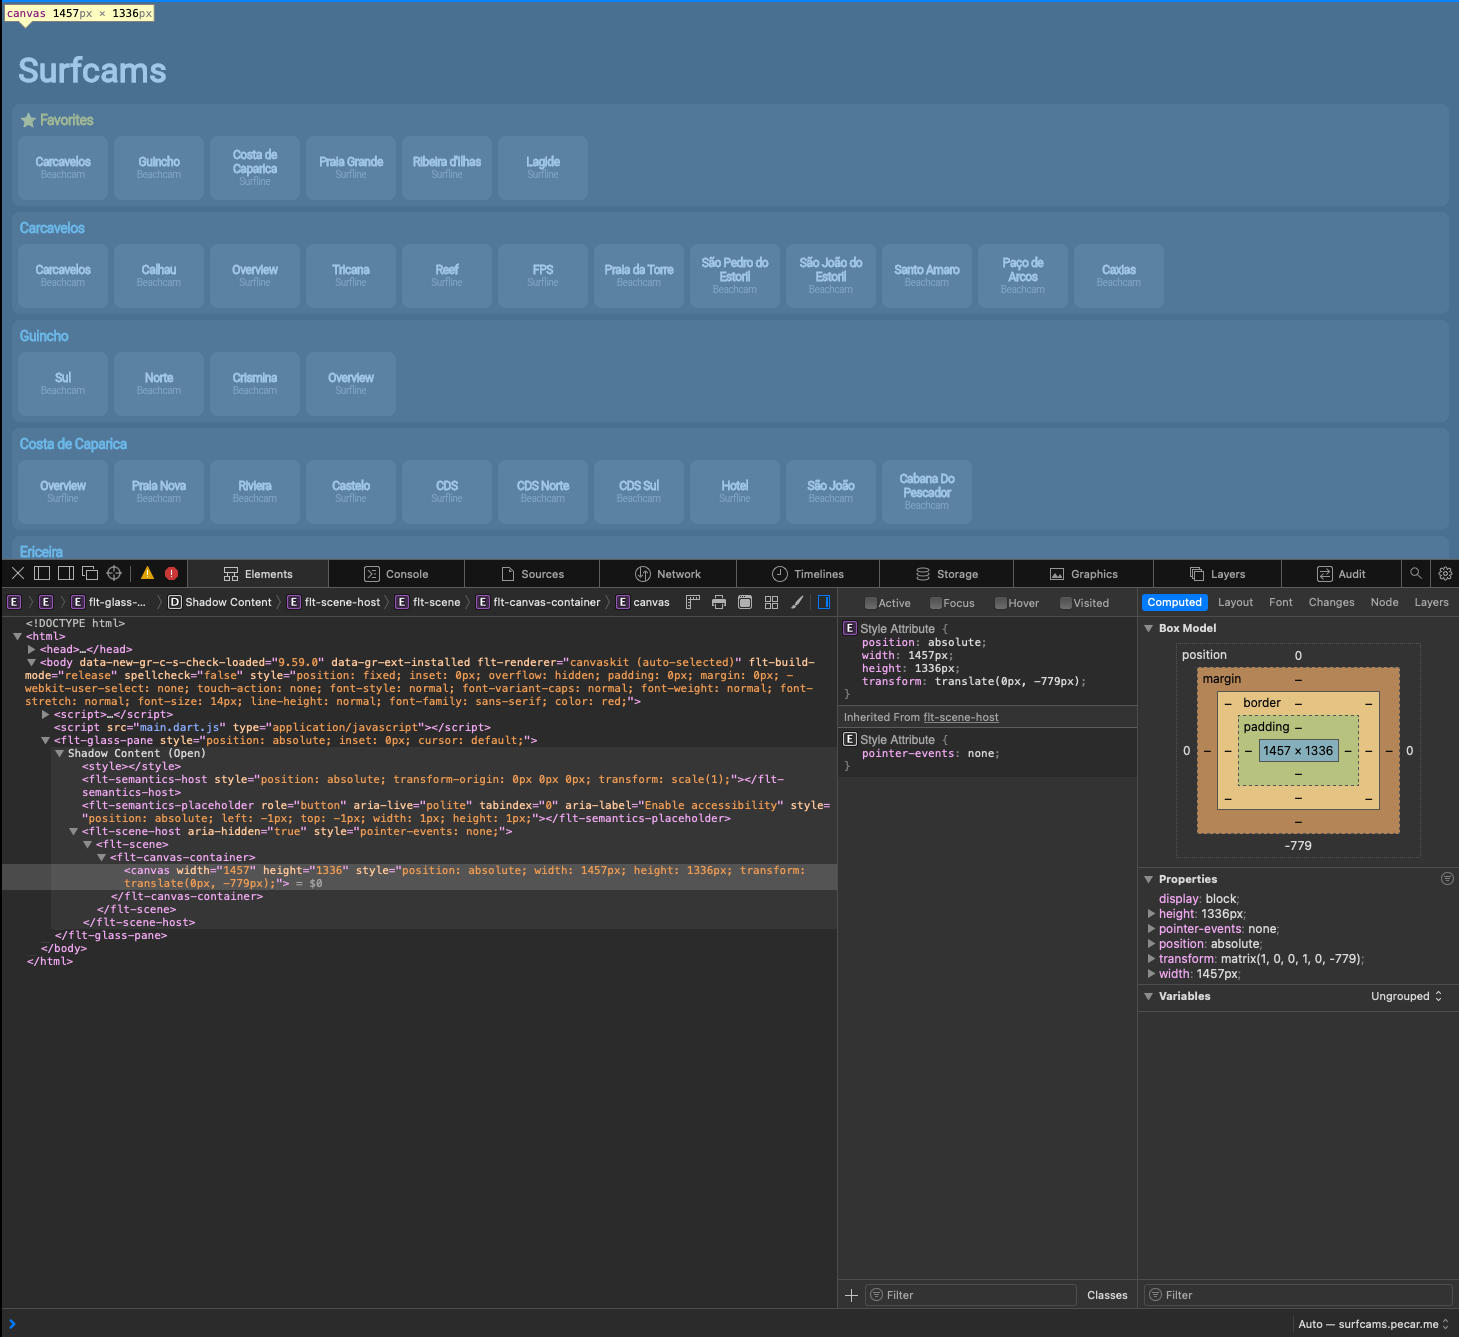 canvas 1457px × 1336px
Surfcams
Favorites
Carcavelos
Beachcam
Guincho
Beachcam
Costa de
Caparica
Surfline
Praia Grande
Surfline
Ribeira d'Ilhas
Surfline
Lagide
Surfline
Carcavelos
Carcavelos
Beachcam
Calhau
Beachcam
Overview
Surfline
Tricana
Surfline
Reef
Surfline
FPS
Surfline
Praia da Torre
Beachcam
São Pedro do
Estoril
Beachcam
São João do
Estoril
Beachcam
Santo Amaro
Beachcam
Paço de
Arcos
Beachcam
Caxias
Beachcam
Guincho
Sul
Beachcam
Norte
Beachcam
Crismina
Beachcam
Overview
Surfline
Costa de Caparica
Overview
Surfline
Praia Nova
Beachcam
Riviera
Beachcam
Castelo
Surfline
CDS
Surfline
CDS Norte
Beachcam
CDS Sul
Beachcam
Hotel
Surfline
São João
Beachcam
Cabana Do
Pescador
Beachcam
Ericeira
Elements Console Sources Network Timelines Storage Graphics Layers Audit
E E E flt-glass-... D Shadow Content E flt-scene-host E flt-scene E flt-canvas-container E canvas
<!DOCTYPE html>
<html>
<head>…</head>
<body data-new-gr-c-s-check-loaded="9.59.0" data-gr-ext-installed flt-renderer="canvaskit (auto-selected)" flt-build-
mode="release" spellcheck="false" style="position: fixed; inset: 0px; overflow: hidden; padding: 0px; margin: 0px; -
webkit-user-select: none; touch-action: none; font-style: normal; font-variant-caps: normal; font-weight: normal; font-
stretch: normal; font-size: 14px; line-height: normal; font-family: sans-serif; color: red;">
<script>…</script>
<script src="main.dart.js" type="application/javascript"></script>
<flt-glass-pane style="position: absolute; inset: 0px; cursor: default;">
Shadow Content (Open)
<style></style>
<flt-semantics-host style="position: absolute; transform-origin: 0px 0px 0px; transform: scale(1);"></flt-
semantics-host>
<flt-semantics-placeholder role="button" aria-live="polite" tabindex="0" aria-label="Enable accessibility" style=
"position: absolute; left: -1px; top: -1px; width: 1px; height: 1px;"></flt-semantics-placeholder>
<flt-scene-host aria-hidden="true" style="pointer-events: none;">
<flt-scene>
<flt-canvas-container>
<canvas width="1457" height="1336" style="position: absolute; width: 1457px; height: 1336px; transform:
translate(0px, -779px);"> = $0
</flt-canvas-container>
</flt-scene>
</flt-scene-host>
</flt-glass-pane>
</body>
</html>
Active Focus Hover Visited
E Style Attribute {
position: absolute;
width: 1457px;
height: 1336px;
transform: translate(0px, -779px);
}
Inherited From flt-scene-host
E Style Attribute {
pointer-events: none;
}
Filter Classes
Computed Layout Font Changes Node Layers
Box Model
position 0
margin –
– border – –
padding –
0 – – – 1457 × 1336 – – – 0
–
– – –
–
-779
Properties
display: block;
height: 1336px;
pointer-events: none;
position: absolute;
transform: matrix(1, 0, 0, 1, 0, -779);
width: 1457px;
Variables Ungrouped
Filter
Auto — surfcams.pecar.me